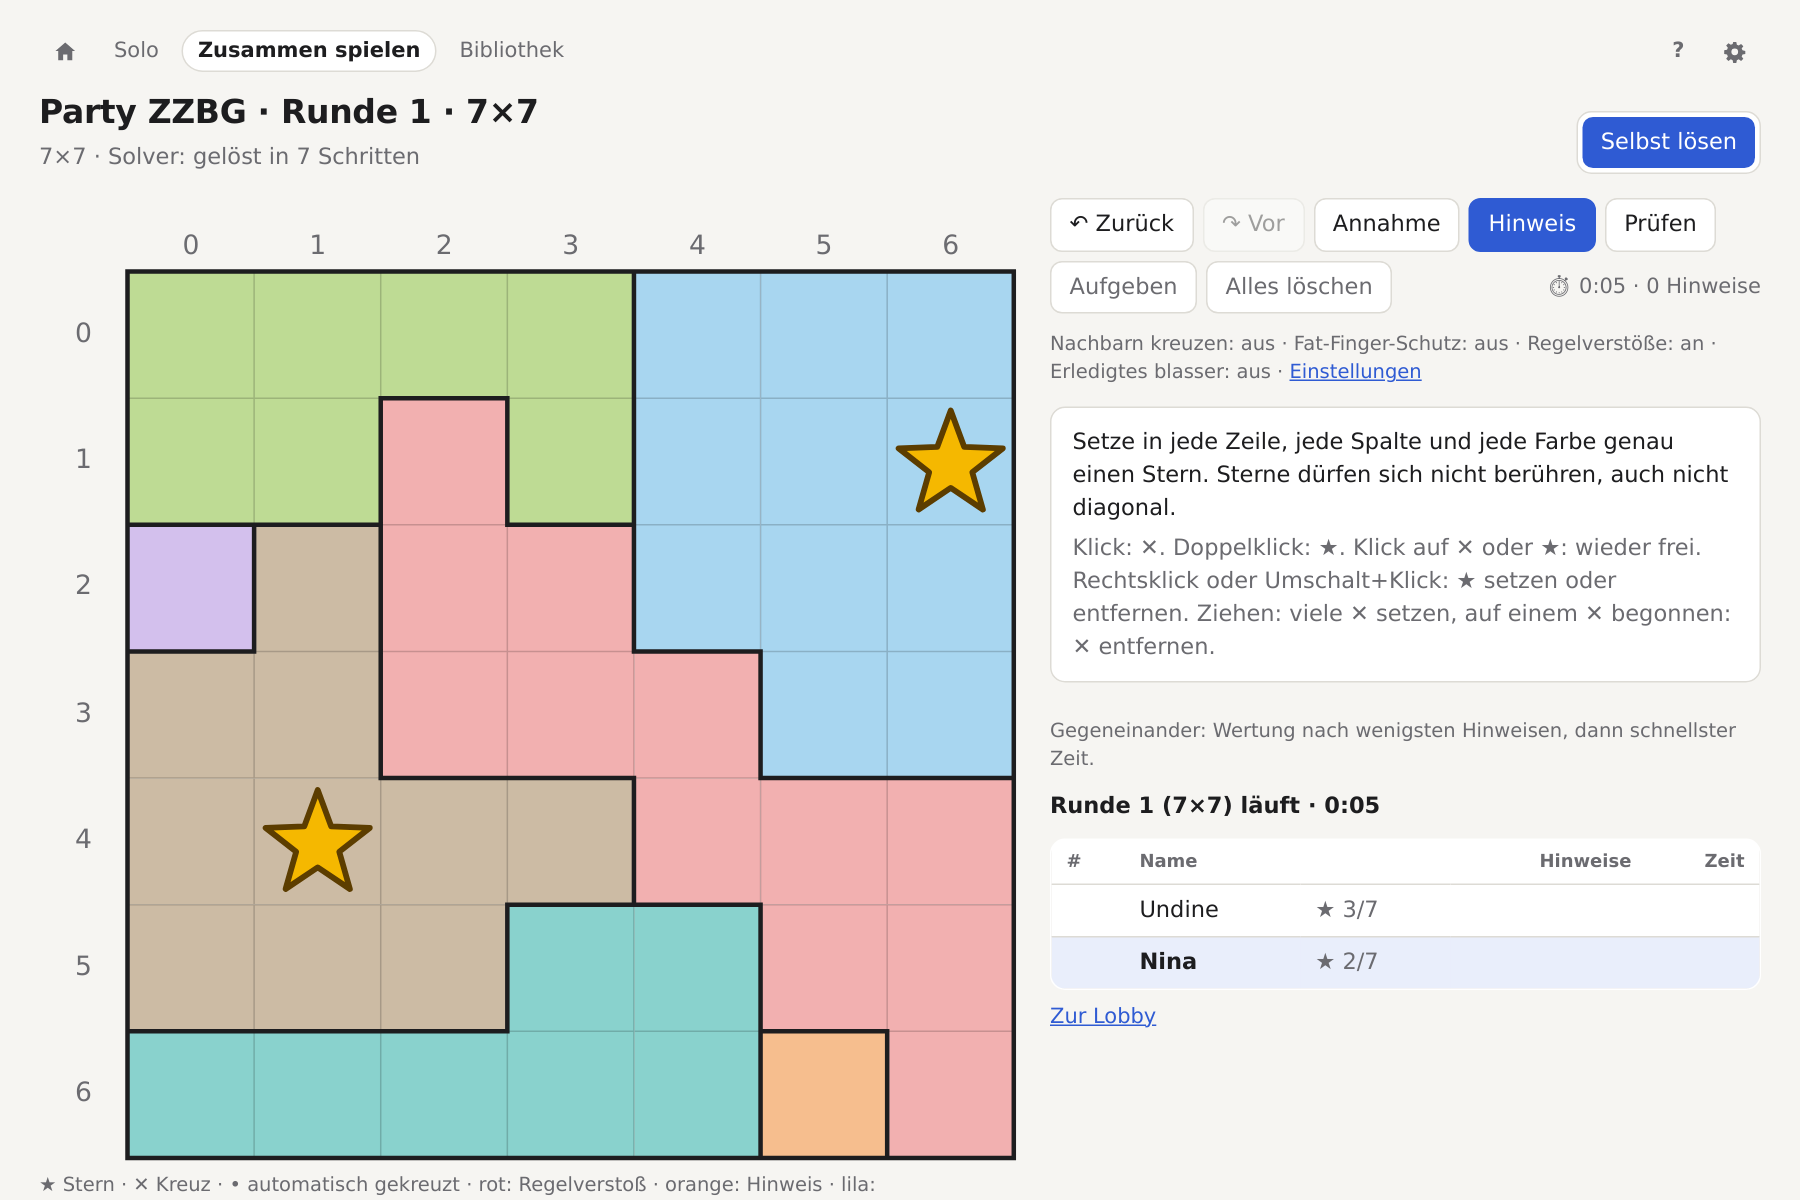 Solo Zusammen spielen Bibliothek ?
Party ZZBG · Runde 1 · 7×7
7×7 · Solver: gelöst in 7 Schritten
Selbst lösen
↶ Zurück ↷ Vor Annahme Hinweis Prüfen
Aufgeben Alles löschen ⏱ 0:05 · 0 Hinweise
Nachbarn kreuzen: aus · Fat-Finger-Schutz: aus · Regelverstöße: an ·
Erledigtes blasser: aus · Einstellungen
Setze in jede Zeile, jede Spalte und jede Farbe genau
einen Stern. Sterne dürfen sich nicht berühren, auch nicht
diagonal.
Klick: ✕. Doppelklick: ★. Klick auf ✕ oder ★: wieder frei.
Rechtsklick oder Umschalt+Klick: ★ setzen oder
entfernen. Ziehen: viele ✕ setzen, auf einem ✕ begonnen:
✕ entfernen.
Gegeneinander: Wertung nach wenigsten Hinweisen, dann schnellster
Zeit.
Runde 1 (7×7) läuft · 0:05
# Name Hinweise Zeit
Undine ★ 3/7
Nina ★ 2/7
Zur Lobby
0 1 2 3 4 5 6
0
1
2
3
4
5
6
★ Stern · ✕ Kreuz · • automatisch gekreuzt · rot: Regelverstoß · orange: Hinweis · lila: